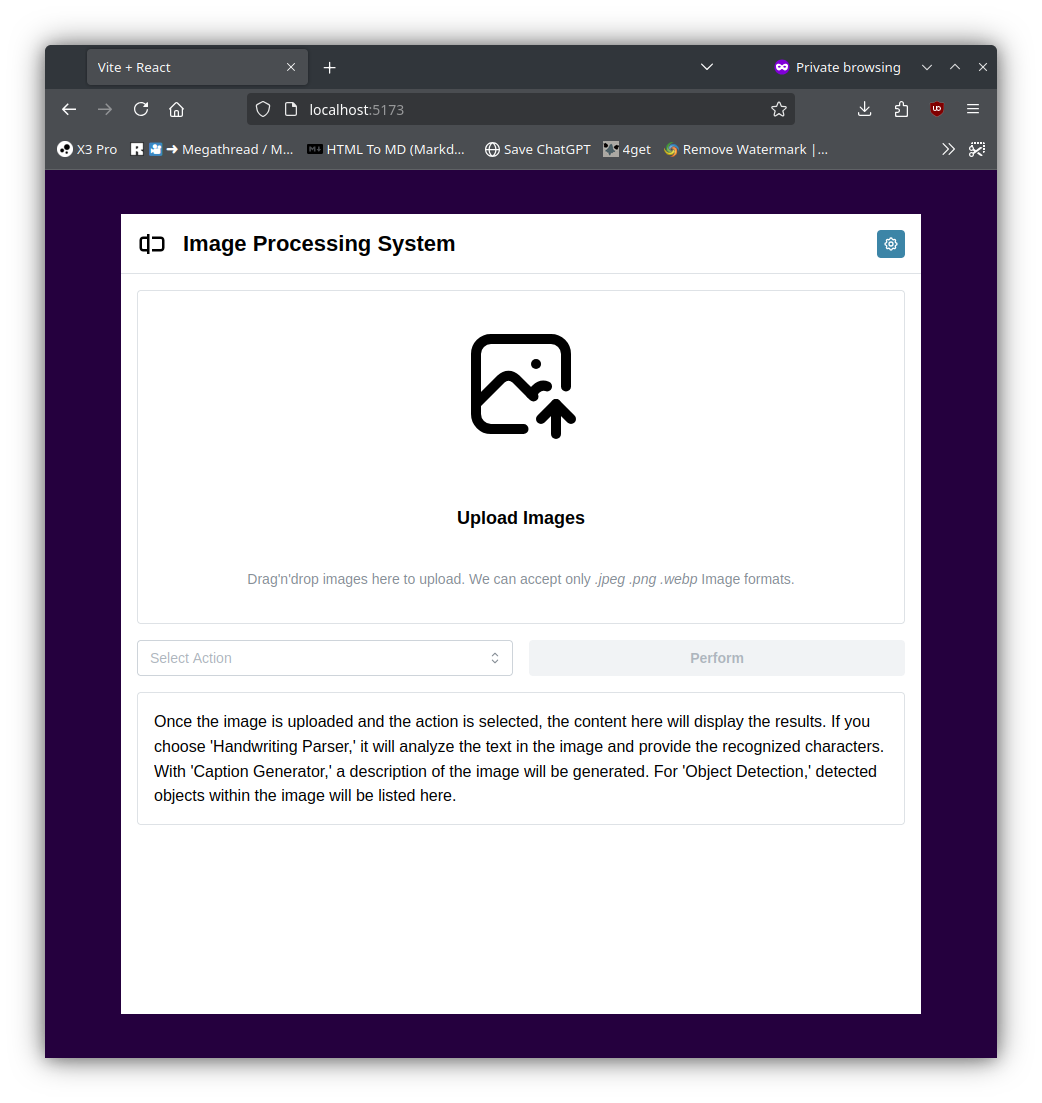 Vite + React
Private browsing
localhost:5173
X3 Pro
Megathread / M...
HTML To MD (Markd...
Save ChatGPT
4get
Remove Watermark |...
Image Processing System
Upload Images
Drag'n'drop images here to upload. We can accept only .jpeg .png .webp Image formats.
Select Action
Perform
Once the image is uploaded and the action is selected, the content here will display the results. If you
choose 'Handwriting Parser,' it will analyze the text in the image and provide the recognized characters.
With 'Caption Generator,' a description of the image will be generated. For 'Object Detection,' detected
objects within the image will be listed here.